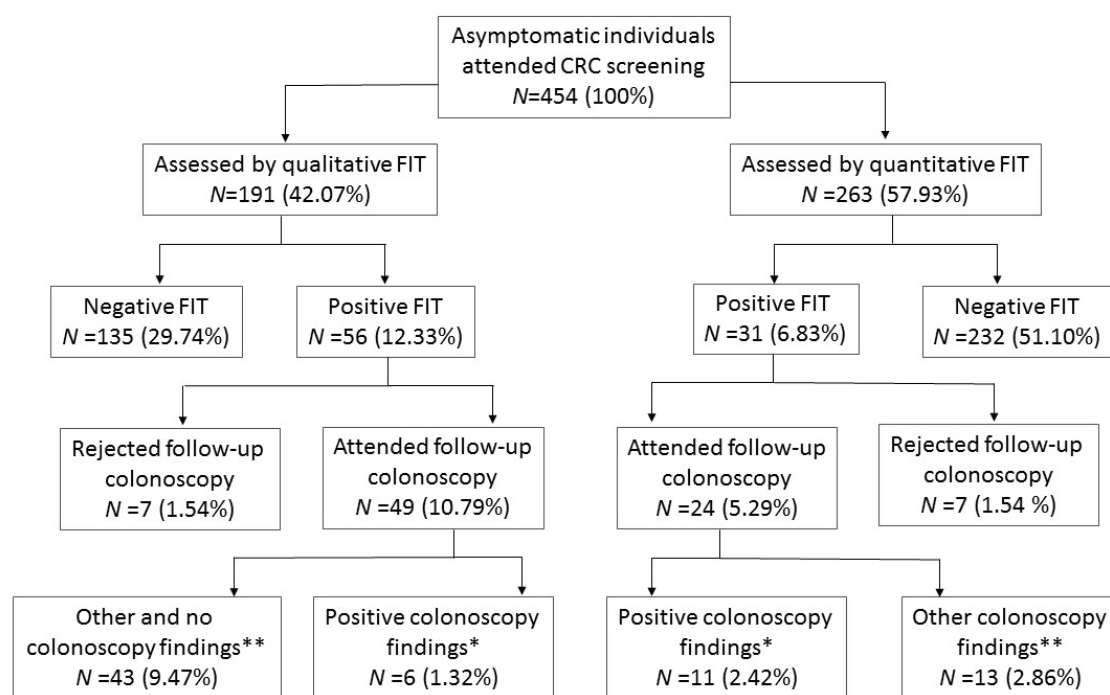 Asymptomatic individuals
attended CRC screening
N=454 (100%)
Assessed by qualitative FIT
N=191 (42.07%)
Assessed by quantitative FIT
N =263 (57.93%)
Negative FIT
N =135 (29.74%)
Positive FIT
N =56 (12.33%)
Positive FIT
N =31 (6.83%)
Negative FIT
N =232 (51.10%)
Rejected follow-up
colonoscopy
N =7 (1.54%)
Attended follow-up
colonoscopy
N =49 (10.79%)
Attended follow-up
colonoscopy
N =24 (5.29%)
Rejected follow-up
colonoscopy
N =7 (1.54 %)
Other and no
colonoscopy findings**
N =43 (9.47%)
Positive colonoscopy
findings*
N =6 (1.32%)
Positive colonoscopy
findings*
N =11 (2.42%)
Other colonoscopy
findings**
N =13 (2.86%)